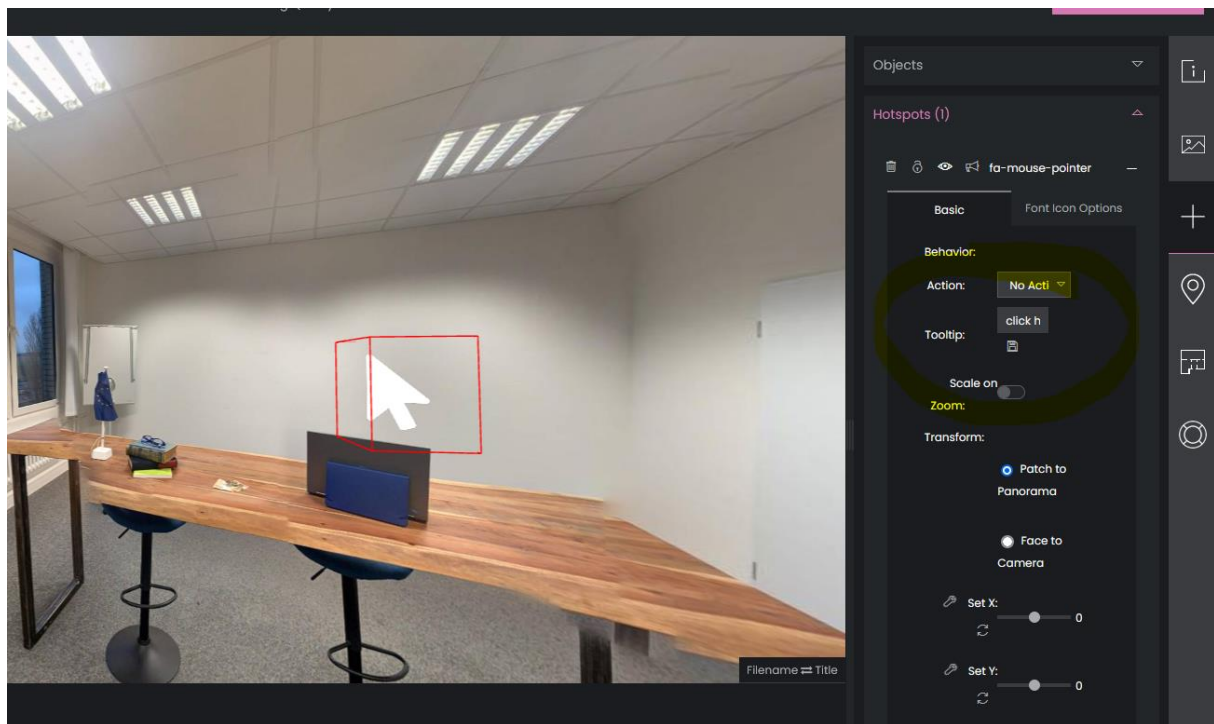 Objects
Hotspots (1)
fa-mouse-pointer
Basic
Font Icon Options
Behavior:
Action:
No Acti
Tooltip:
click h
Scale on
Zoom:
Transform:
Patch to
Panorama
Face to
Camera
Set X:
0
Set Y:
0
Filename ⇄ Title